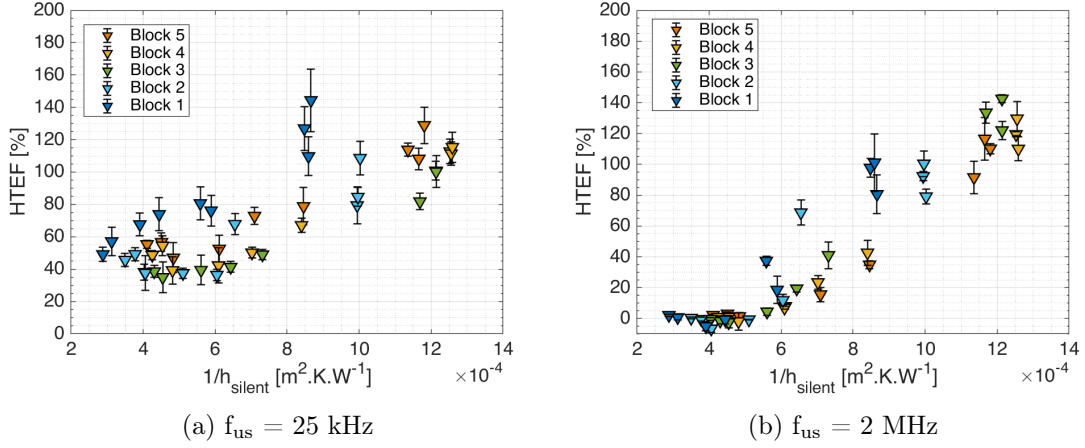 200
180
160
140
120
100
80
60
40
20
0
HTEF [%]
Block 5
Block 4
Block 3
Block 2
Block 1
2 4 6 8 10 12 14
1/h_silent [m².K.W⁻¹] ×10⁻⁴
(a) f_us = 25 kHz
200
180
160
140
120
100
80
60
40
20
0
HTEF [%]
Block 5
Block 4
Block 3
Block 2
Block 1
2 4 6 8 10 12 14
1/h_silent [m².K.W⁻¹] ×10⁻⁴
(b) f_us = 2 MHz